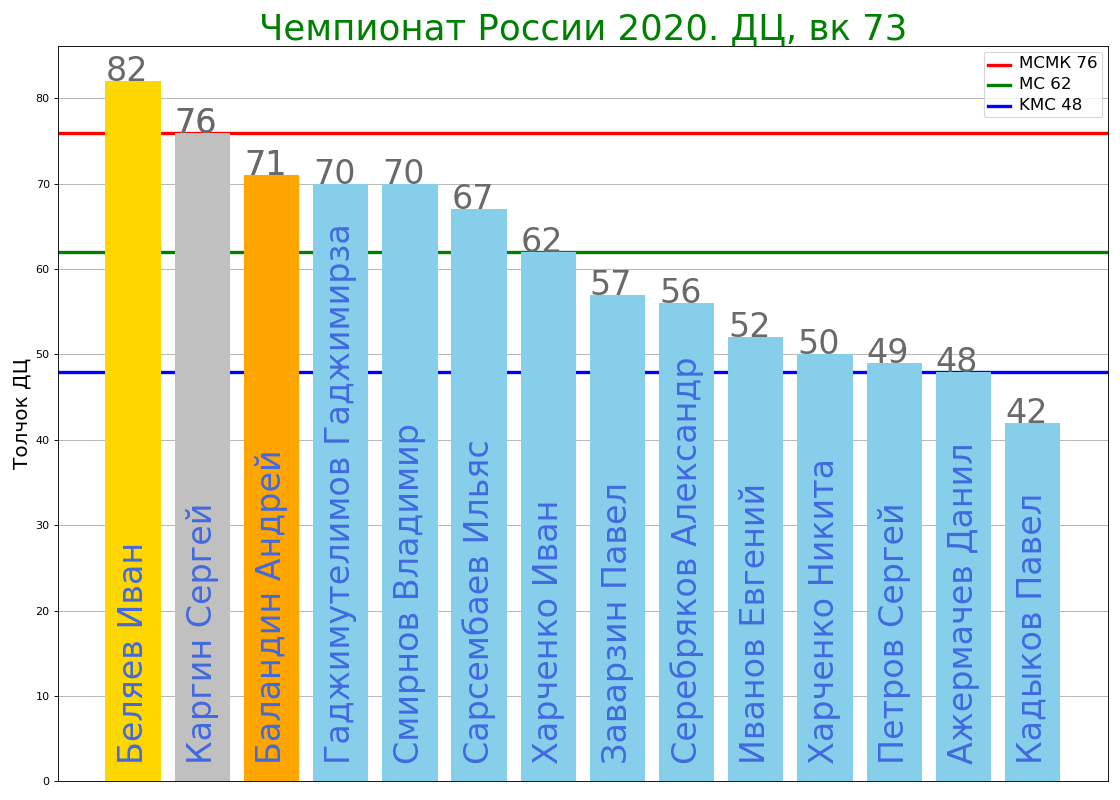 Чемпионат России 2020. ДЦ, вк 73
МСМК 76
МС 62
КМС 48
Толчок ДЦ
80
70
60
50
40
30
20
10
0
82
76
71
70
70
67
62
57
56
52
50
49
48
42
Беляев Иван
Каргин Сергей
Баландин Андрей
Гаджимутелимов Гаджимирза
Смирнов Владимир
Сарсембаев Ильяс
Харченко Иван
Заварзин Павел
Серебряков Александр
Иванов Евгений
Харченко Никита
Петров Сергей
Ажермачев Данил
Кадыков Павел